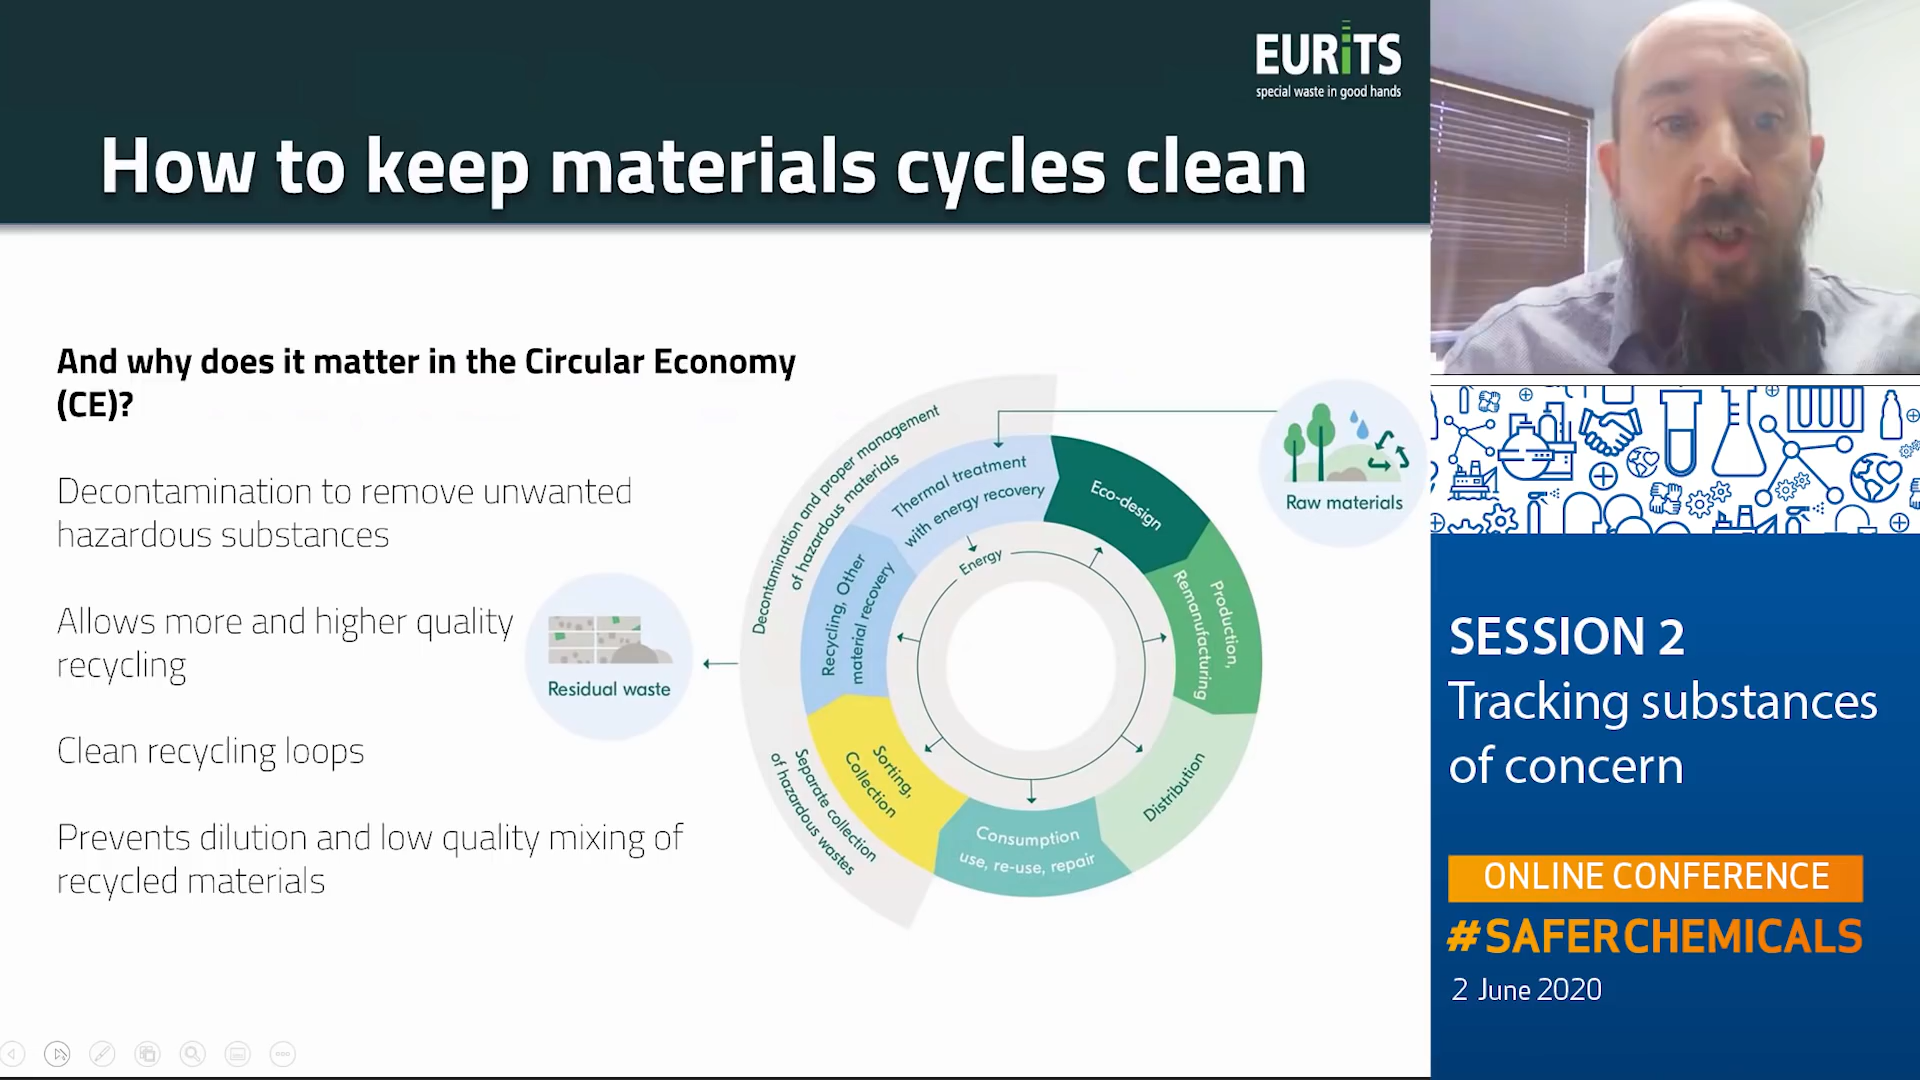 EURiTS
special waste in good hands
How to keep materials cycles clean
And why does it matter in the Circular Economy
(CE)?
Decontamination to remove unwanted
hazardous substances
Allows more and higher quality
recycling
Clean recycling loops
Prevents dilution and low quality mixing of
recycled materials
Residual waste
Decontamination and proper management
of hazardous materials
Separate collection
of hazardous wastes
Thermal treatment
with energy recovery
Energy
Eco-design
Production,
Remanufacturing
Distribution
Consumption
use, re-use, repair
Sorting,
Collection
Recycling, Other
material recovery
Raw materials
SESSION 2
Tracking substances
of concern
ONLINE CONFERENCE
#SAFERCHEMICALS
2 June 2020